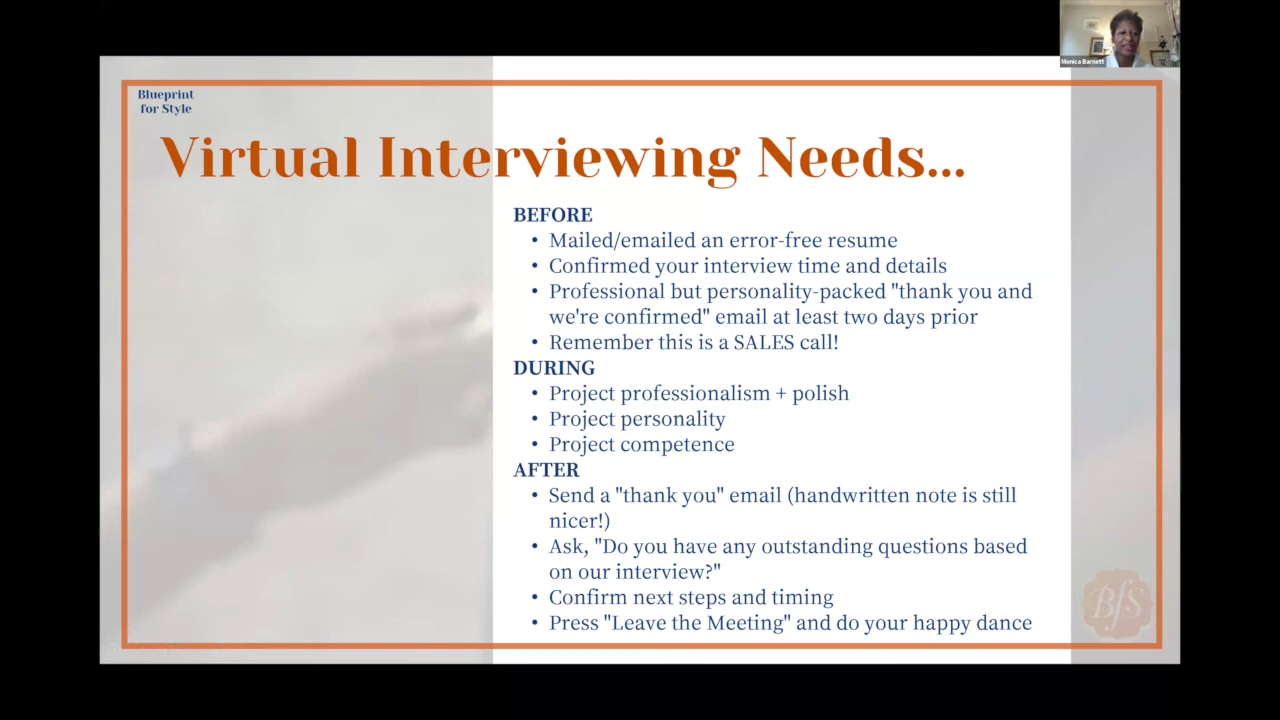 Monica Barnett
Blueprint
for Style
Virtual Interviewing Needs...
BEFORE
• Mailed/emailed an error-free resume
• Confirmed your interview time and details
• Professional but personality-packed "thank you and
we're confirmed" email at least two days prior
• Remember this is a SALES call!
DURING
• Project professionalism + polish
• Project personality
• Project competence
AFTER
• Send a "thank you" email (handwritten note is still
nicer!)
• Ask, "Do you have any outstanding questions based
on our interview?"
• Confirm next steps and timing
• Press "Leave the Meeting" and do your happy dance
BfS